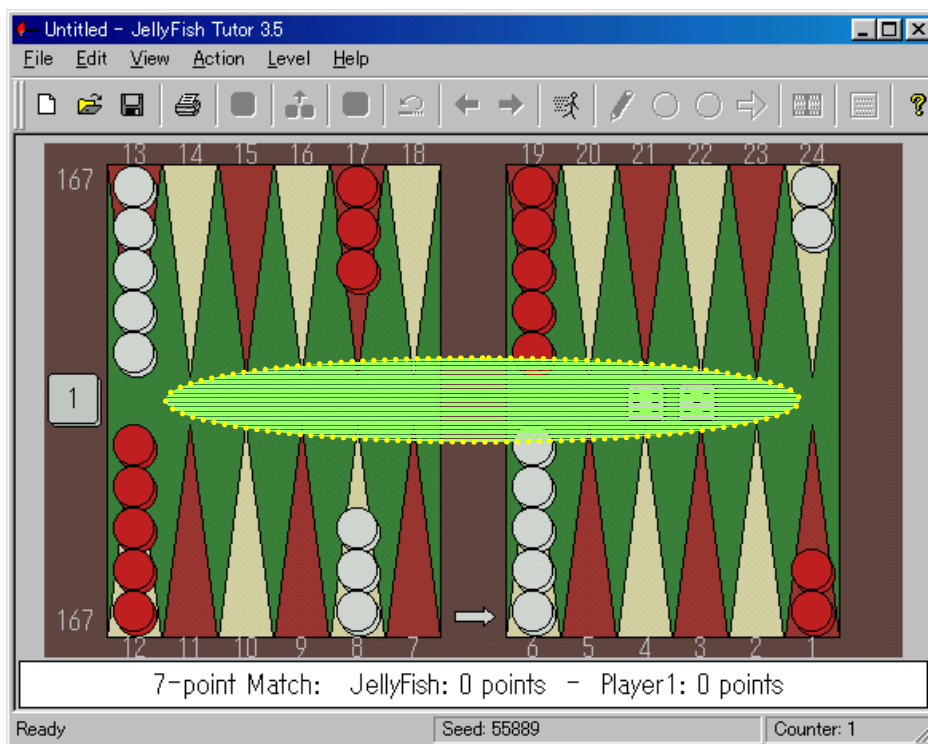 Untitled - JellyFish Tutor 3.5
File Edit View Action Level Help
13 14 15 16 17 18 19 20 21 22 23 24
167
1
167
12 11 10 9 8 7 6 5 4 3 2 1
7-point Match: JellyFish: 0 points - Player1: 0 points
Ready Seed: 55889 Counter: 1